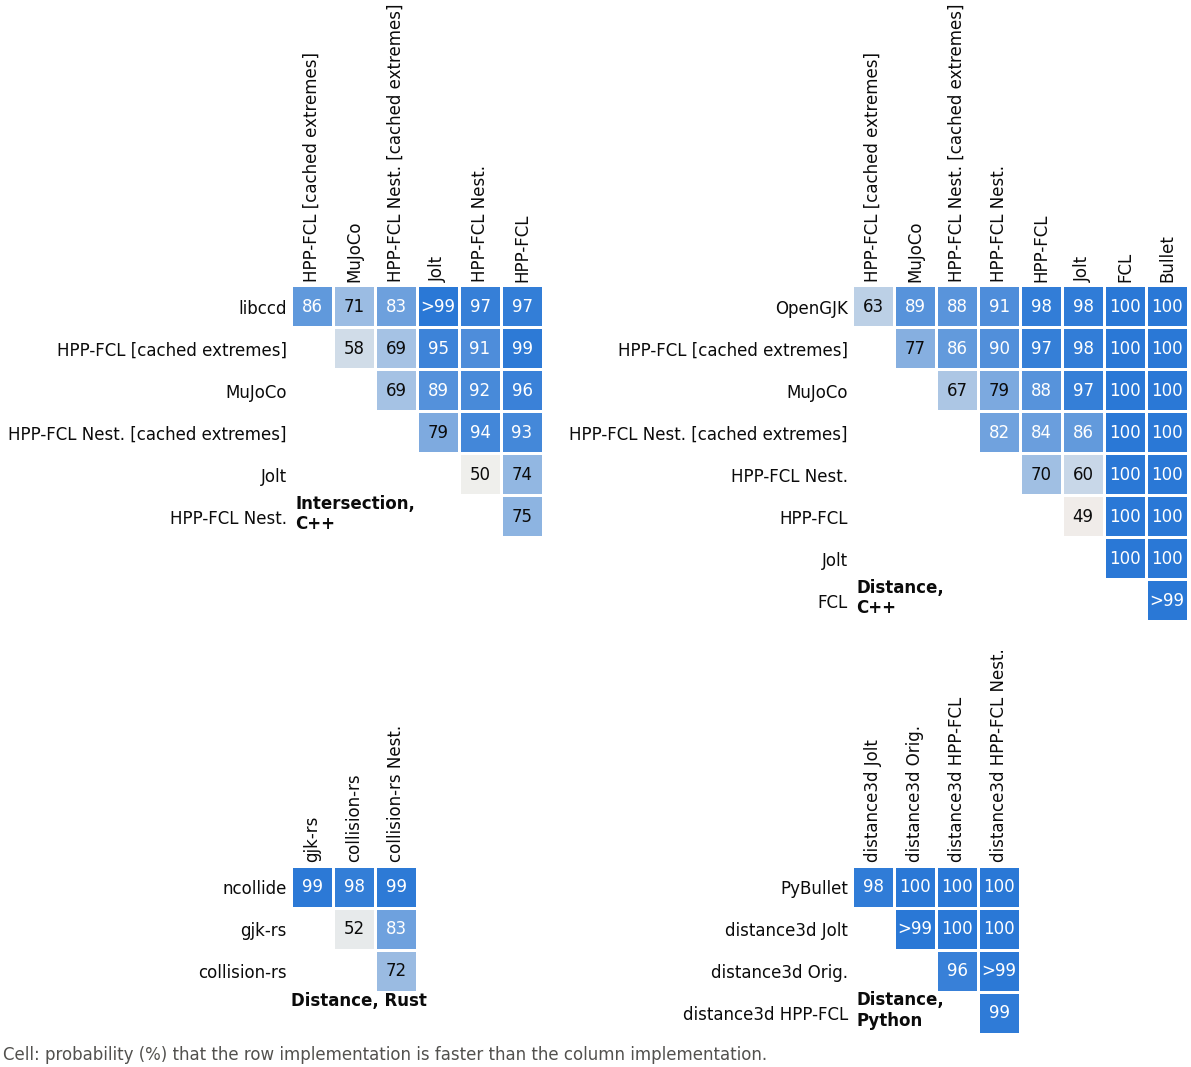 HPP-FCL [cached extremes]
MuJoCo
HPP-FCL Nest. [cached extremes]
Jolt
HPP-FCL Nest.
HPP-FCL
libccd 86 71 83 >99 97 97
HPP-FCL [cached extremes] 58 69 95 91 99
MuJoCo 69 89 92 96
HPP-FCL Nest. [cached extremes] 79 94 93
Jolt 50 74
HPP-FCL Nest. 75
Intersection,
C++
HPP-FCL [cached extremes]
MuJoCo
HPP-FCL Nest. [cached extremes]
HPP-FCL Nest.
HPP-FCL
Jolt
FCL
Bullet
OpenGJK 63 89 88 91 98 98 100 100
HPP-FCL [cached extremes] 77 86 90 97 98 100 100
MuJoCo 67 79 88 97 100 100
HPP-FCL Nest. [cached extremes] 82 84 86 100 100
HPP-FCL Nest. 70 60 100 100
HPP-FCL 49 100 100
Jolt 100 100
FCL >99
Distance,
C++
gjk-rs
collision-rs
collision-rs Nest.
ncollide 99 98 99
gjk-rs 52 83
collision-rs 72
Distance, Rust
distance3d Jolt
distance3d Orig.
distance3d HPP-FCL
distance3d HPP-FCL Nest.
PyBullet 98 100 100 100
distance3d Jolt >99 100 100
distance3d Orig. 96 >99
distance3d HPP-FCL 99
Distance,
Python
Cell: probability (%) that the row implementation is faster than the column implementation.